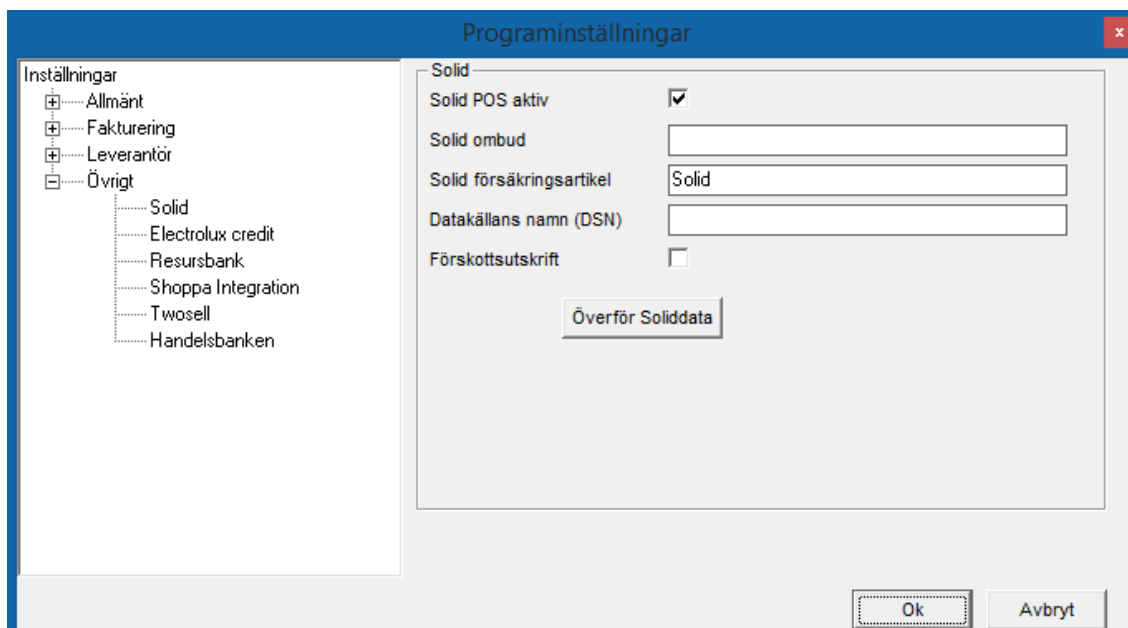 Programinställningar
x
Inställningar
Allmänt
Fakturering
Leverantör
Övrigt
Solid
Electrolux credit
Resursbank
Shoppa Integration
Twosell
Handelsbanken
Solid
Solid POS aktiv
Solid ombud
Solid försäkringsartikel
Solid
Datakällans namn (DSN)
Förskottsutskrift
Överför Soliddata
Ok
Avbryt